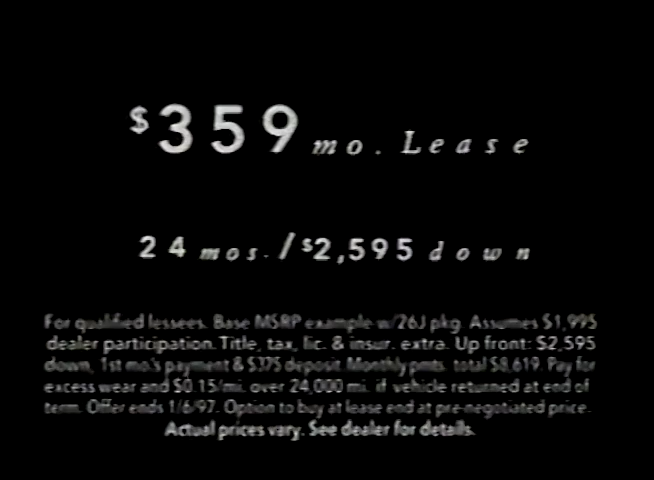 $359 mo. Lease
24 mos./$2,595 down
For qualified lessees. Base MSRP example w/26J pkg. Assumes $1,995
dealer participation. Title, tax, lic. & insur. extra. Up front: $2,595
down, 1st mo.'s payment & $375 deposit. Monthly pmts. total $8,619. Pay for
excess wear and $0.15/mi. over 24,000 mi. if vehicle returned at end of
term. Offer ends 1/6/97. Option to buy at lease end at pre-negotiated price.
Actual prices vary. See dealer for details.